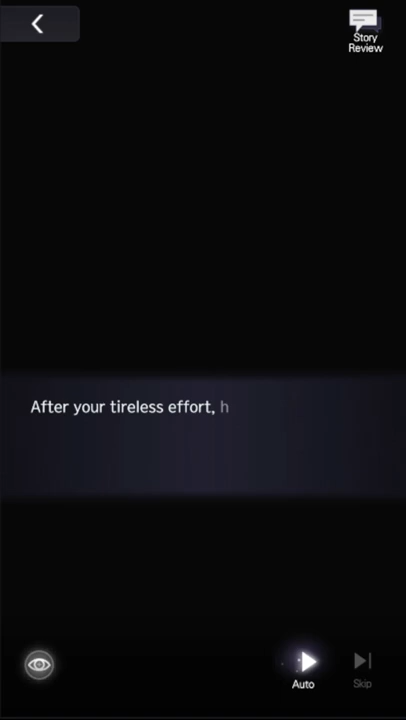 Story
Review
After your tireless effort, h
Auto
Skip